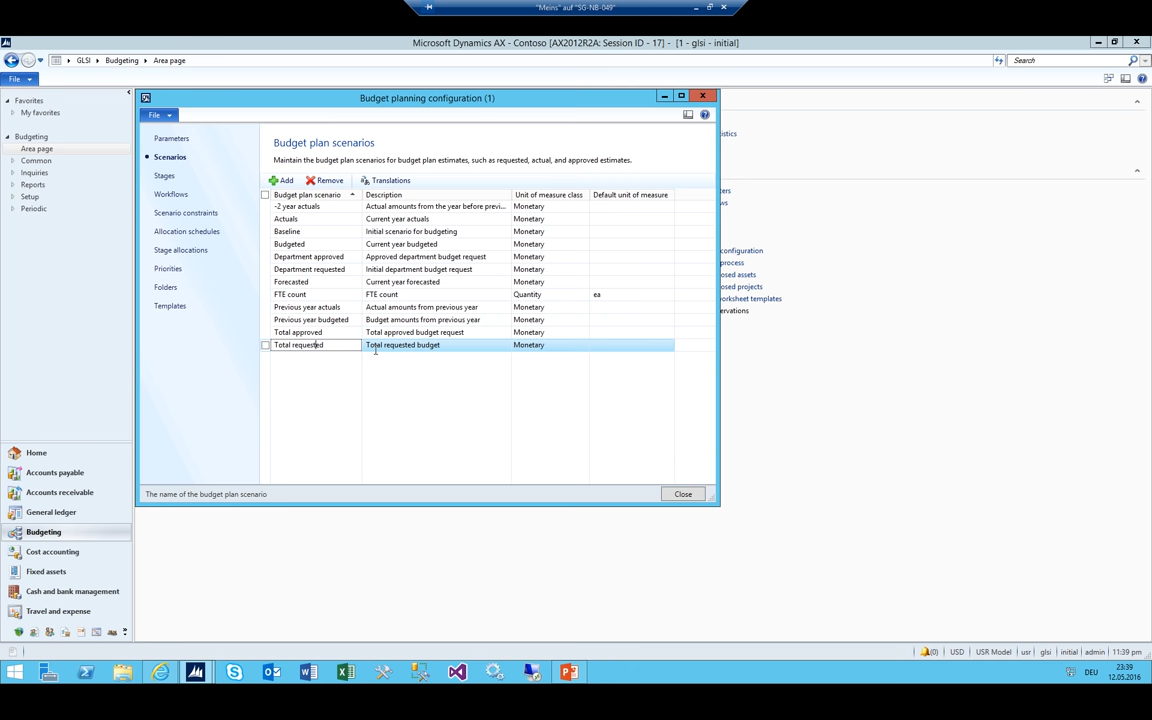 "Meins" auf "SG-NB-049"
Microsoft Dynamics AX - Contoso [AX2012R2A: Session ID - 17] - [1 - glsi - initial]
GLSI Budgeting Area page
Search
File
Favorites
My favorites
Budgeting
Area page
Common
Inquiries
Reports
Setup
Periodic
Budget planning configuration (1)
File
Parameters
Scenarios
Stages
Workflows
Scenario constraints
Allocation schedules
Stage allocations
Priorities
Folders
Templates
Budget plan scenarios
Maintain the budget plan scenarios for budget plan estimates, such as requested, actual, and approved estimates.
Add Remove Translations
Budget plan scenario Description Unit of measure class Default unit of measure
-2 year actuals Actual amounts from the year before previ... Monetary
Actuals Current year actuals Monetary
Baseline Initial scenario for budgeting Monetary
Budgeted Current year budgeted Monetary
Department approved Approved department budget request Monetary
Department requested Initial department budget request Monetary
Forecasted Current year forecasted Monetary
FTE count FTE count Quantity ea
Previous year actuals Actual amounts from previous year Monetary
Previous year budgeted Budget amounts from previous year Monetary
Total approved Total approved budget request Monetary
Total requested Total requested budget Monetary
The name of the budget plan scenario
Close
tistics
ters
ws
onfiguration
process
osed assets
osed projects
orksheet templates
ervations
Home
Accounts payable
Accounts receivable
General ledger
Budgeting
Cost accounting
Fixed assets
Cash and bank management
Travel and expense
(0) USD USR Model usr glsi initial admin 11:39 pm
DEU
23:39
12.05.2016